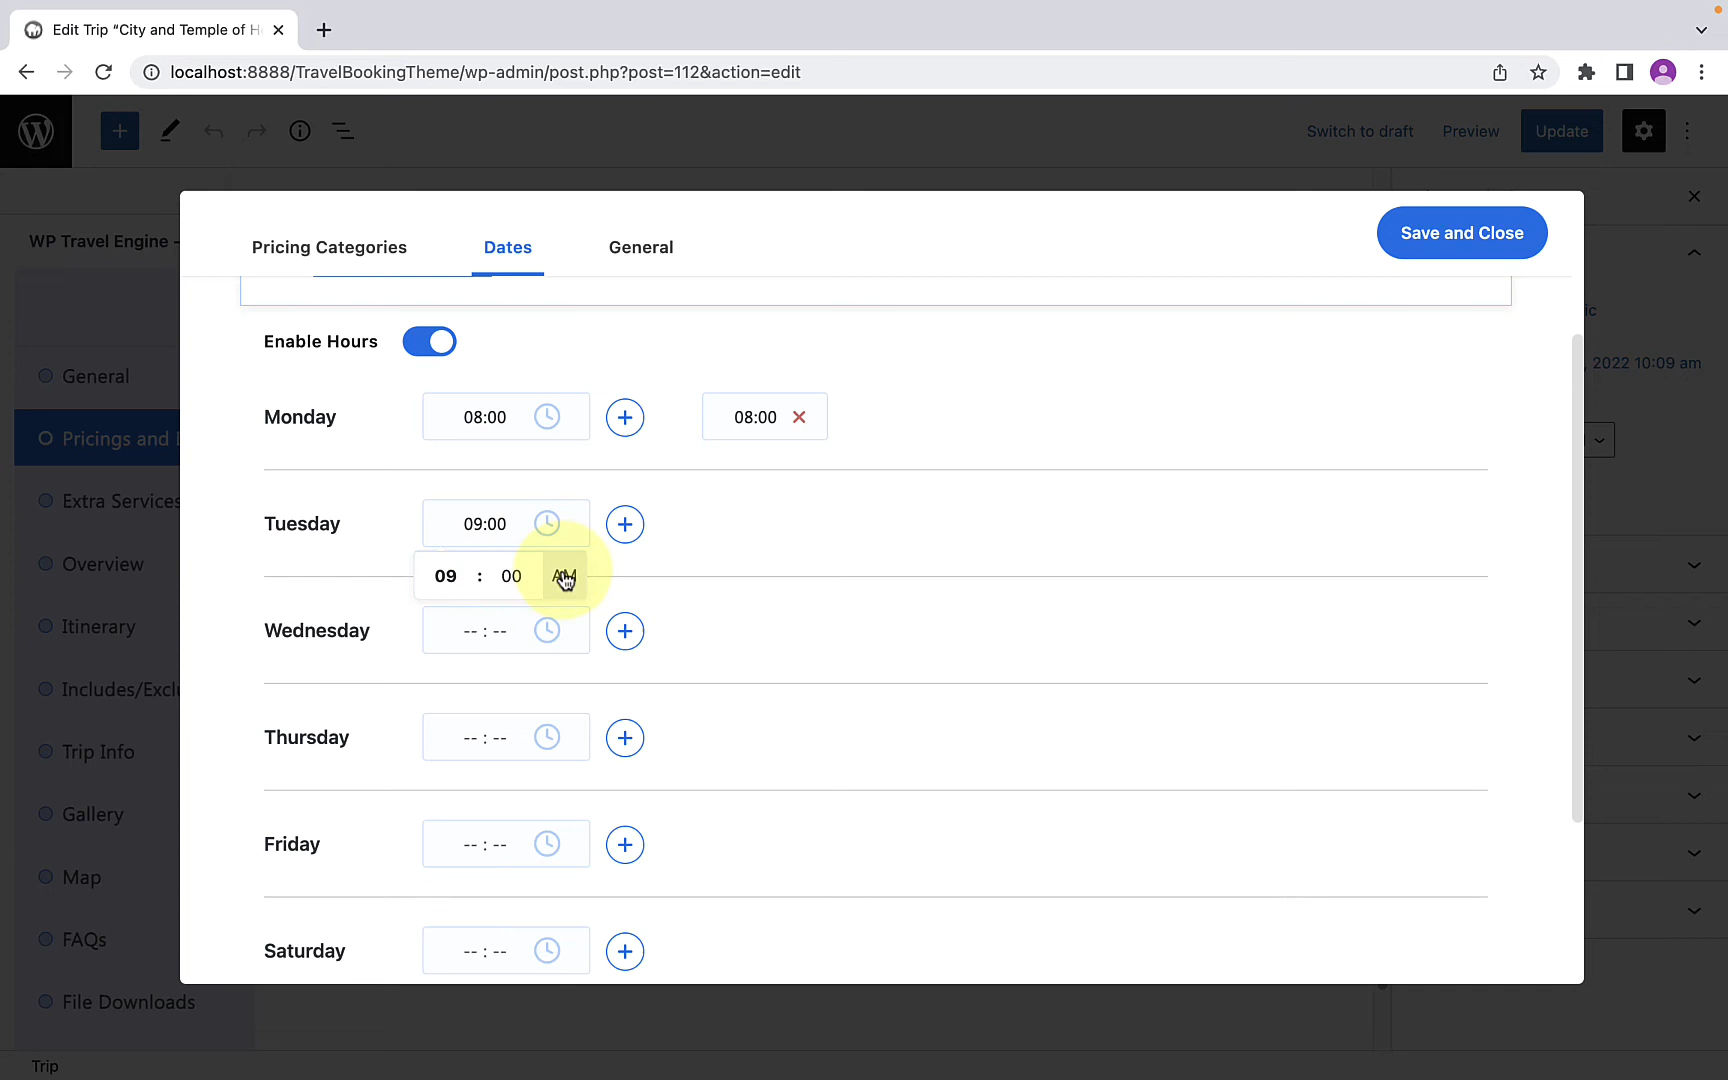 Edit Trip “City and Temple of H
localhost:8888/TravelBookingTheme/wp-admin/post.php?post=112&action=edit
Switch to draft
Preview
Update
WP Travel Engine -
Pricing Categories
Dates
General
Save and Close
Enable Hours
Monday
08:00
08:00
Tuesday
09:00
09 : 00 AM
Wednesday
-- : --
Thursday
-- : --
Friday
-- : --
Saturday
-- : --
General
Pricings and
Extra Services
Overview
Itinerary
Includes/Exclu
Trip Info
Gallery
Map
FAQs
File Downloads
ic
, 2022 10:09 am
Trip